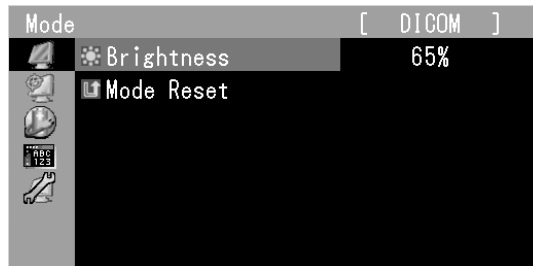 Mode [ DICOM ]
Brightness 65%
Mode Reset
ABC
123